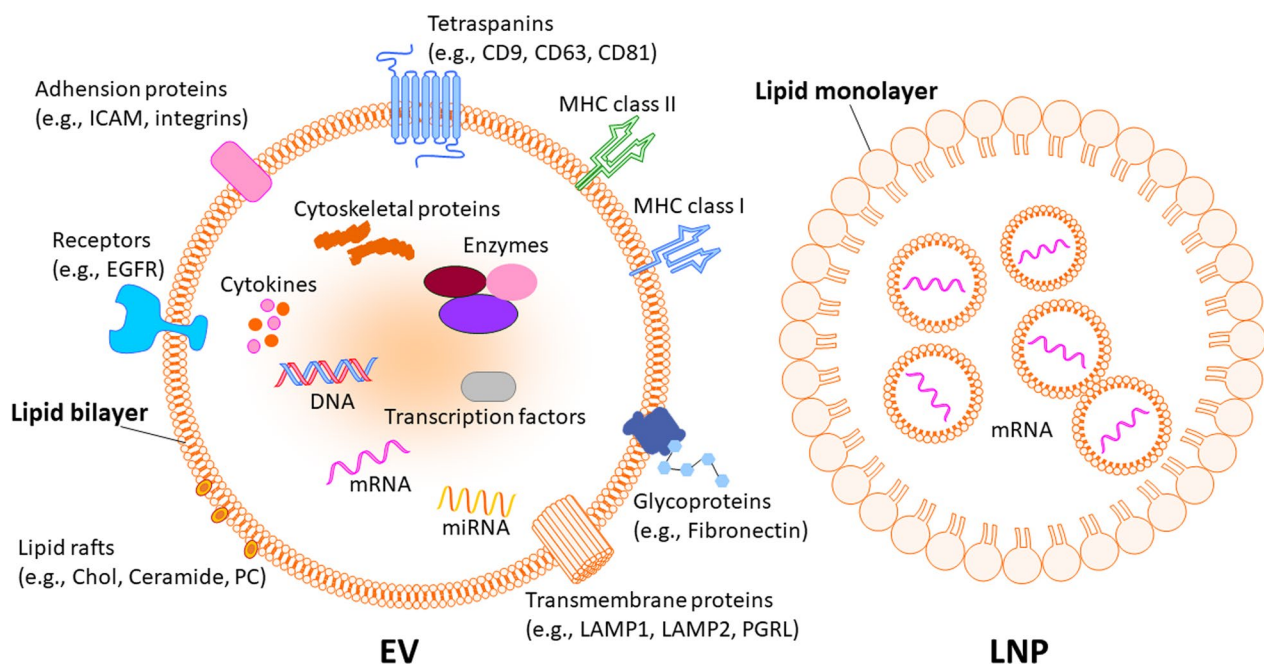 Tetraspanins
(e.g., CD9, CD63, CD81)
Adhension proteins
(e.g., ICAM, integrins)
MHC class II
MHC class I
Receptors
(e.g., EGFR)
Cytoskeletal proteins
Enzymes
Cytokines
DNA
Transcription factors
Lipid bilayer
mRNA
miRNA
Glycoproteins
(e.g., Fibronectin)
Lipid rafts
(e.g., Chol, Ceramide, PC)
Transmembrane proteins
(e.g., LAMP1, LAMP2, PGRL)
EV
Lipid monolayer
mRNA
LNP